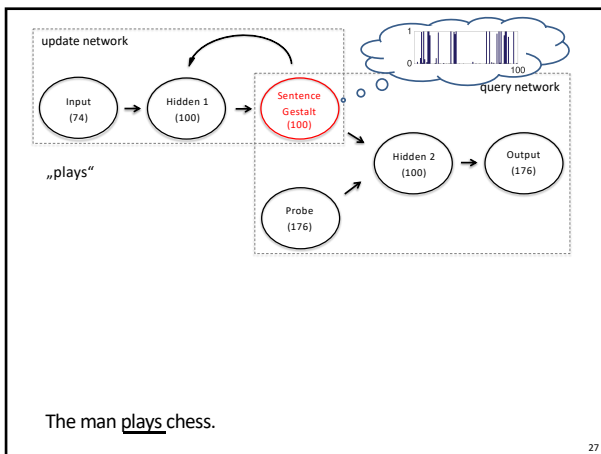 update network
1
0
100
query network
Input
(74)
Hidden 1
(100)
Sentence
Gestalt
(100)
„plays“
Hidden 2
(100)
Output
(176)
Probe
(176)
The man plays chess.
27